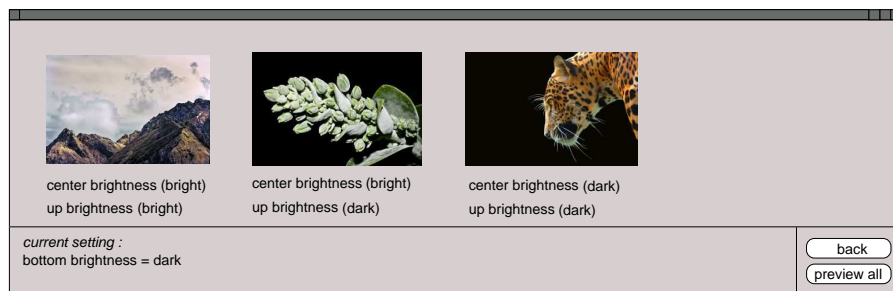 center brightness (bright)
up brightness (bright)
center brightness (bright)
up brightness (dark)
center brightness (dark)
up brightness (dark)
current setting :
bottom brightness = dark
back
preview all